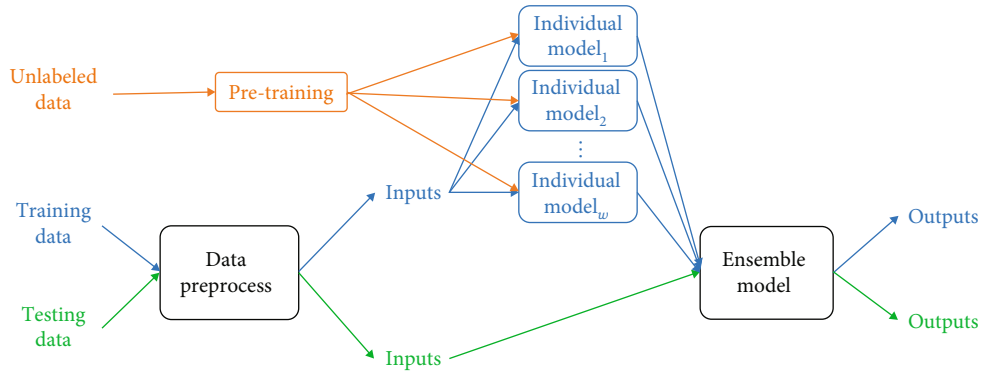 Unlabeled
data
Pre-training
Individual
model₁
Individual
model₂
⋮
Individual
model_w
Training
data
Testing
data
Data
preprocess
Inputs
Inputs
Ensemble
model
Outputs
Outputs